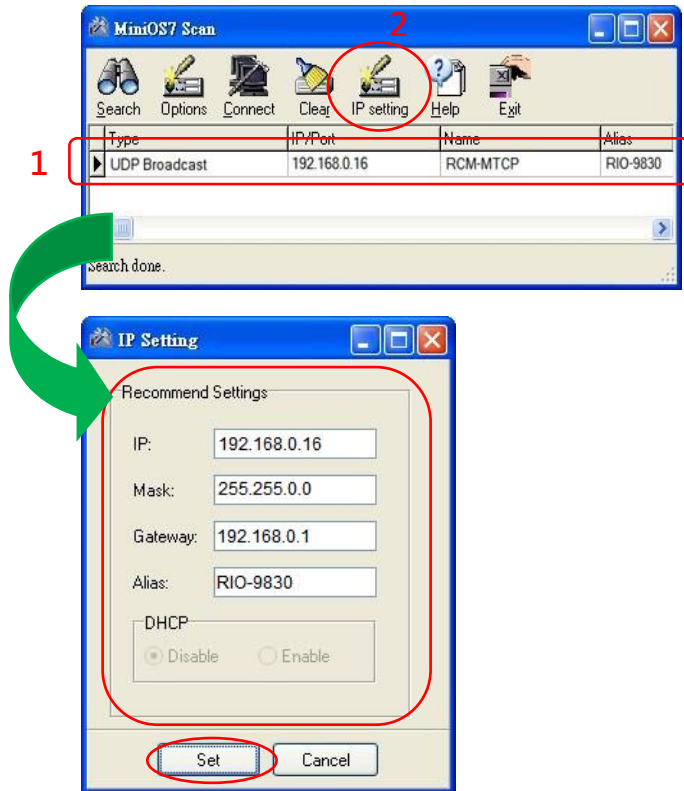 MiniOS7 Scan
2
Search Options Connect Clear IP setting Help Exit
Type IP/Port Name Alias
1
UDP Broadcast 192.168.0.16 RCM-MTCP RIO-9830
Search done.
IP Setting
Recommend Settings
IP: 192.168.0.16
Mask: 255.255.0.0
Gateway: 192.168.0.1
Alias: RIO-9830
DHCP
Disable Enable
Set Cancel